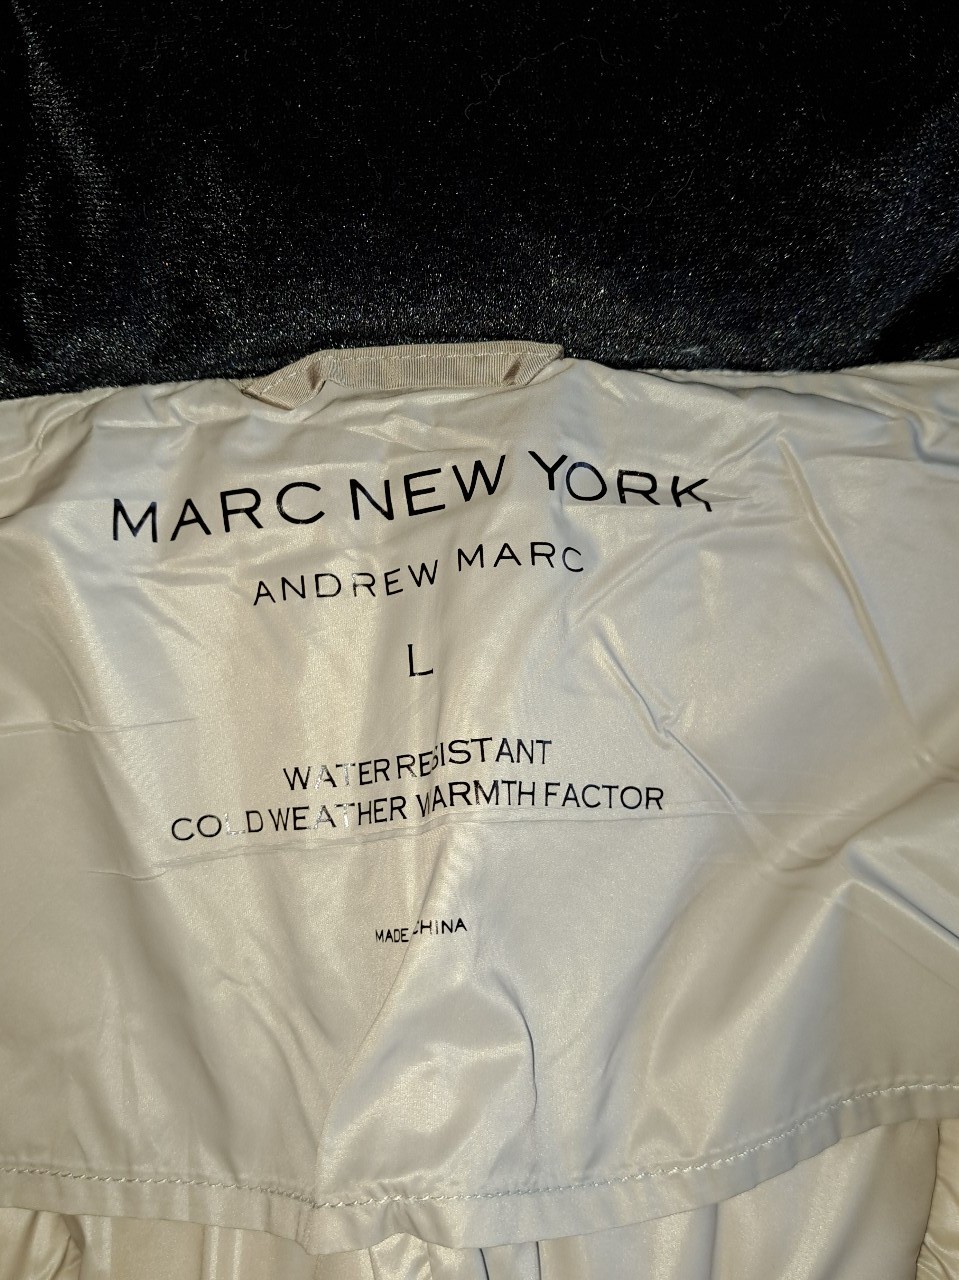 MARC NEW YORK
ANDREW MARC
L
WATER RESISTANT
COLD WEATHER WARMTH FACTOR
MADE CHINA